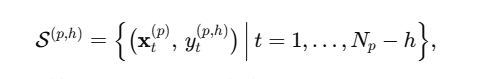 𝒮^{(p,h)} = { ( 𝐱_t^{(p)}, y_t^{(p,h)} ) | t = 1, . . . , N_p − h },